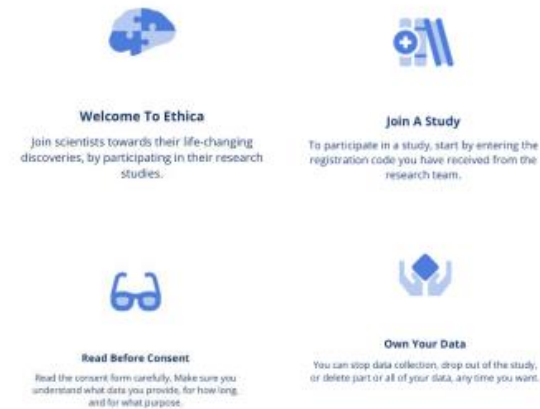 Welcome To Ethica
Join scientists towards their life-changing
discoveries, by participating in their research
studies.
Join A Study
To participate in a study, start by entering the
registration code you have received from the
research team.
Read Before Consent
Read the consent form carefully. Make sure you
understand what data you provide, for how long,
and for what purpose.
Own Your Data
You can stop data collection, drop out of the study,
or delete part or all of your data, any time you want.